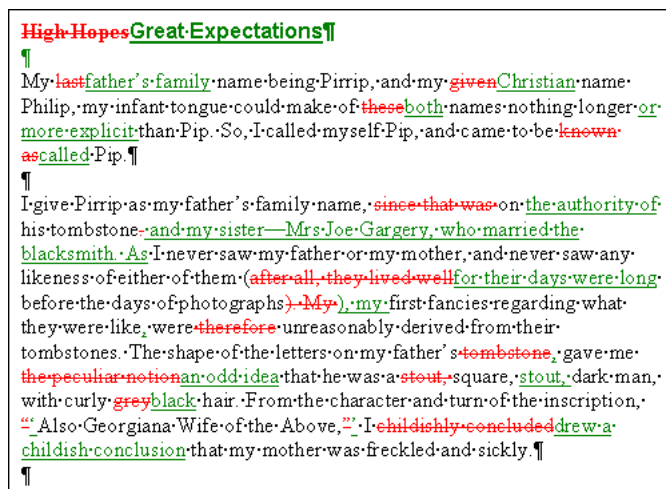 High HopesGreat Expectations¶
¶
My lastfather's family name being Pirrip, and my givenChristian name
Philip, my infant tongue could make of theseboth names nothing longer or
more explicit than Pip. So, I called myself Pip, and came to be known
ascalled Pip.¶
¶
I give Pirrip as my father's family name, since that was on the authority of
his tombstone. and my sister—Mrs Joe Gargery, who married the
blacksmith. As I never saw my father or my mother, and never saw any
likeness of either of them (after all, they lived wellfor their days were long
before the days of photographs). My ), my first fancies regarding what
they were like, were therefore unreasonably derived from their
tombstones. The shape of the letters on my father's tombstone, gave me
the peculiar notionan odd idea that he was a stout, square, stout, dark man,
with curly greyblack hair. From the character and turn of the inscription,
“‘ Also Georgiana Wife of the Above,”’ I childishly concludeddrew a
childish conclusion that my mother was freckled and sickly.¶
¶